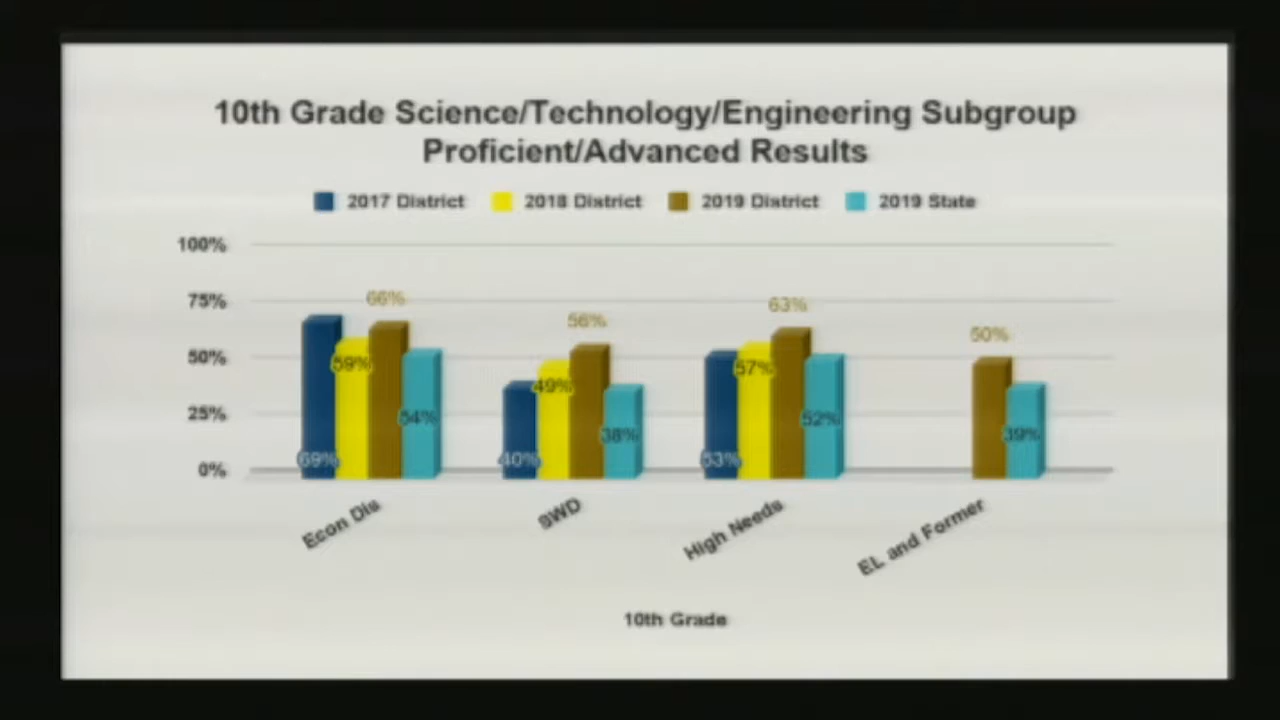 10th Grade Science/Technology/Engineering Subgroup
Proficient/Advanced Results
2017 District 2018 District 2019 District 2019 State
100%
75%
50%
25%
0%
69% 59% 66% 54%
40% 49% 56% 38%
53% 57% 63% 52%
50% 39%
Econ Dis
SWD
High Needs
EL and Former
10th Grade